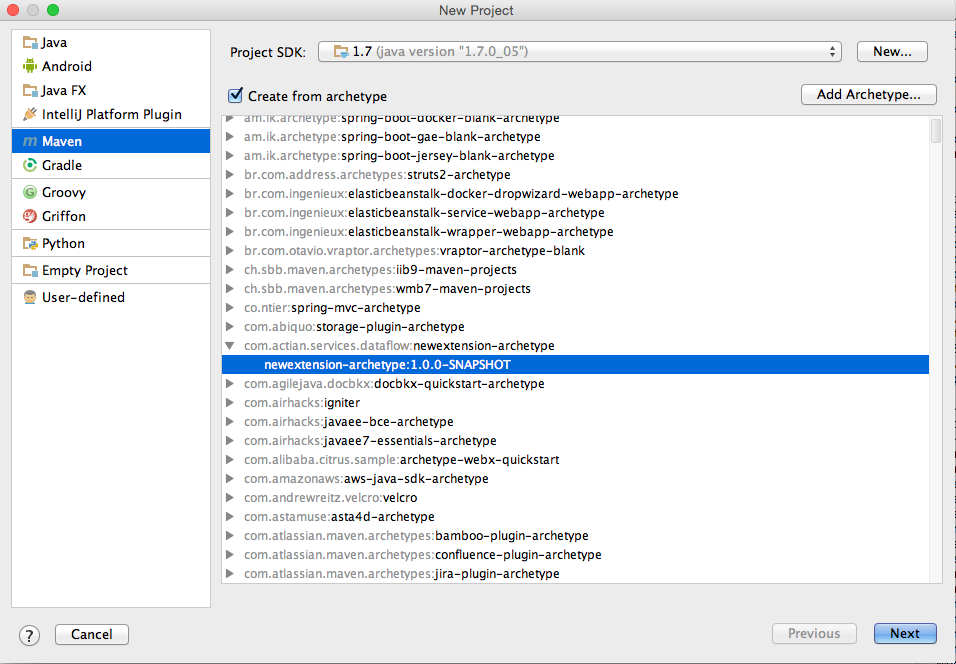 New Project
Java
Android
Java FX
IntelliJ Platform Plugin
m Maven
Gradle
G Groovy
Griffon
Python
Empty Project
User-defined
Project SDK: 1.7 (java version "1.7.0_05") New...
Create from archetype Add Archetype...
am.ik.archetype:spring-boot-docker-blank-archetype
am.ik.archetype:spring-boot-gae-blank-archetype
am.ik.archetype:spring-boot-jersey-blank-archetype
br.com.address.archetypes:struts2-archetype
br.com.ingenieux:elasticbeanstalk-docker-dropwizard-webapp-archetype
br.com.ingenieux:elasticbeanstalk-service-webapp-archetype
br.com.ingenieux:elasticbeanstalk-wrapper-webapp-archetype
br.com.otavio.vraptor.archetypes:vraptor-archetype-blank
ch.sbb.maven.archetypes:iib9-maven-projects
ch.sbb.maven.archetypes:wmb7-maven-projects
co.ntier:spring-mvc-archetype
com.abiquo:storage-plugin-archetype
com.actian.services.dataflow:newextension-archetype
newextension-archetype:1.0.0-SNAPSHOT
com.agilejava.docbkx:docbkx-quickstart-archetype
com.airhacks:igniter
com.airhacks:javaee-bce-archetype
com.airhacks:javaee7-essentials-archetype
com.alibaba.citrus.sample:archetype-webx-quickstart
com.amazonaws:aws-java-sdk-archetype
com.andrewreitz.velcro:velcro
com.astamuse:asta4d-archetype
com.atlassian.maven.archetypes:bamboo-plugin-archetype
com.atlassian.maven.archetypes:confluence-plugin-archetype
com.atlassian.maven.archetypes:jira-plugin-archetype
? Cancel Previous Next